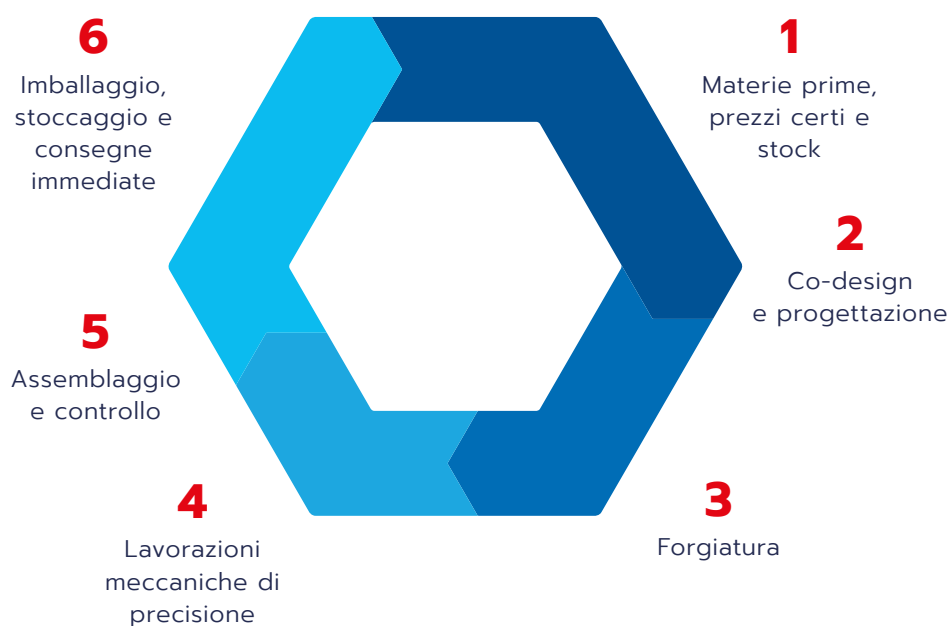 1
Materie prime,
prezzi certi e
stock
2
Co-design
e progettazione
3
Forgiatura
4
Lavorazioni
meccaniche di
precisione
5
Assemblaggio
e controllo
6
Imballaggio,
stoccaggio e
consegne
immediate